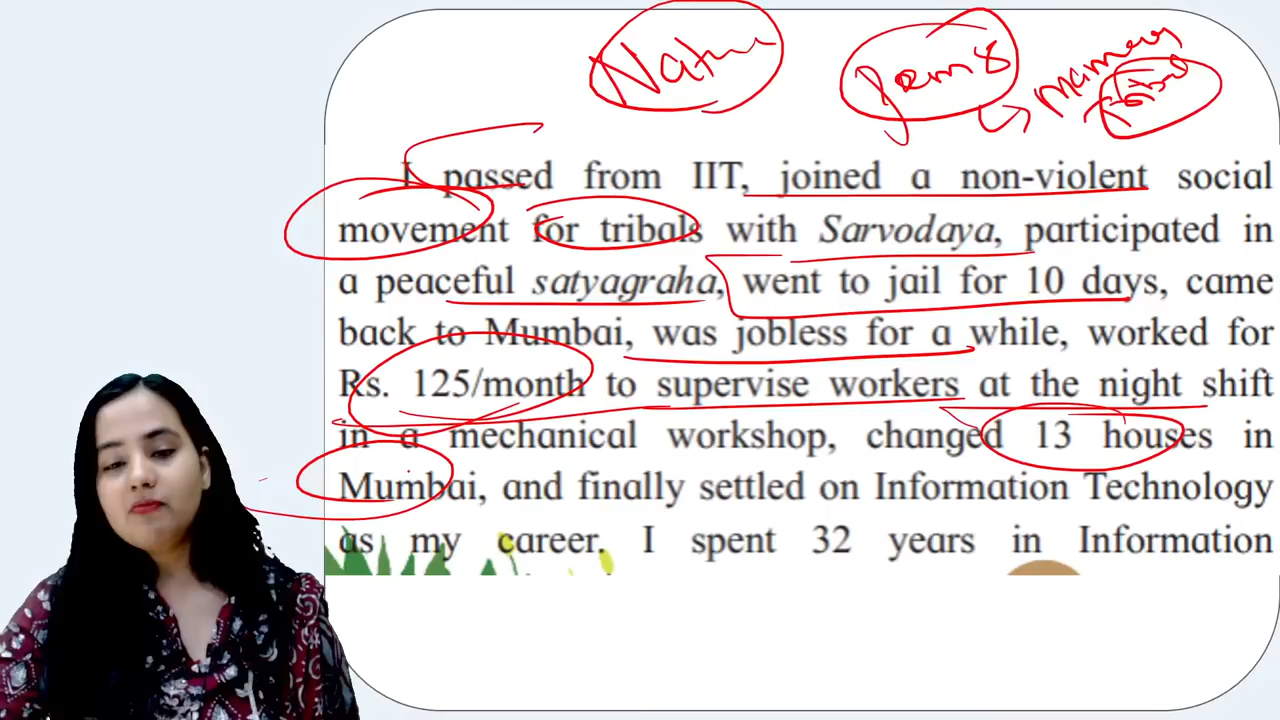 Poems
I passed from IIT, joined a non-violent social
movement for tribals with Sarvodaya, participated in
a peaceful satyagraha, went to jail for 10 days, came
back to Mumbai, was jobless for a while, worked for
Rs. 125/month to supervise workers at the night shift
in a mechanical workshop, changed 13 houses in
Mumbai, and finally settled on Information Technology
as my career. I spent 32 years in Information